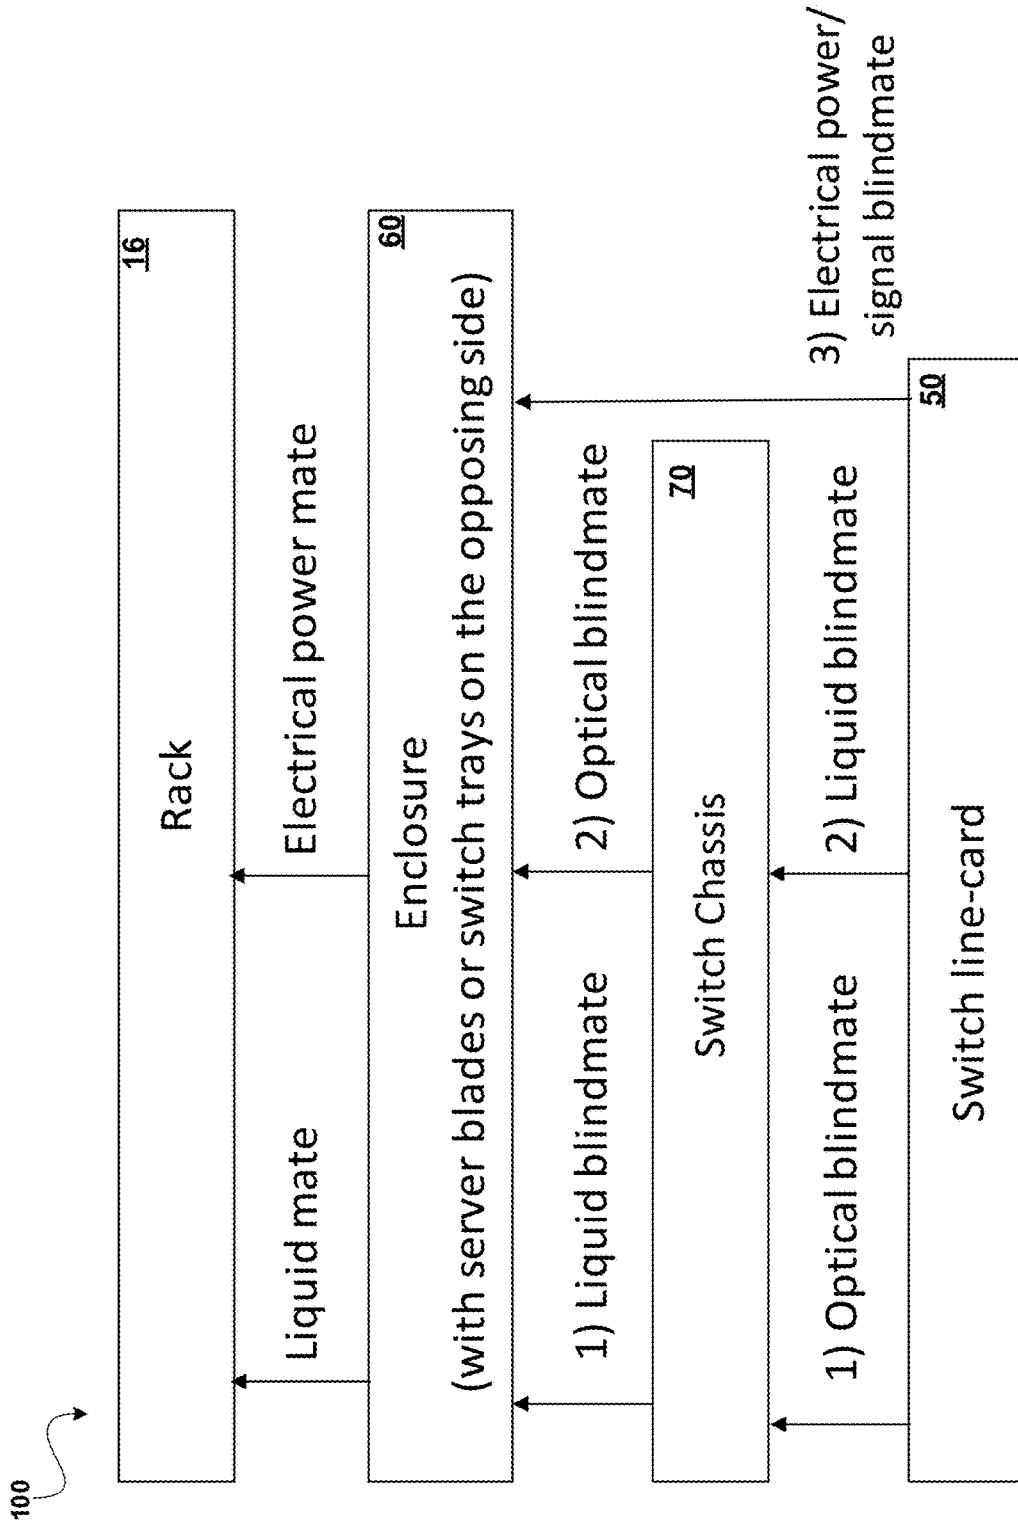 100
Rack
16
Liquid mate
Electrical power mate
Enclosure
60
(with server blades or switch trays on the opposing side)
1) Liquid blindmate
2) Optical blindmate
3) Electrical power/
signal blindmate
Switch Chassis
70
1) Optical blindmate
2) Liquid blindmate
Switch line-card
50